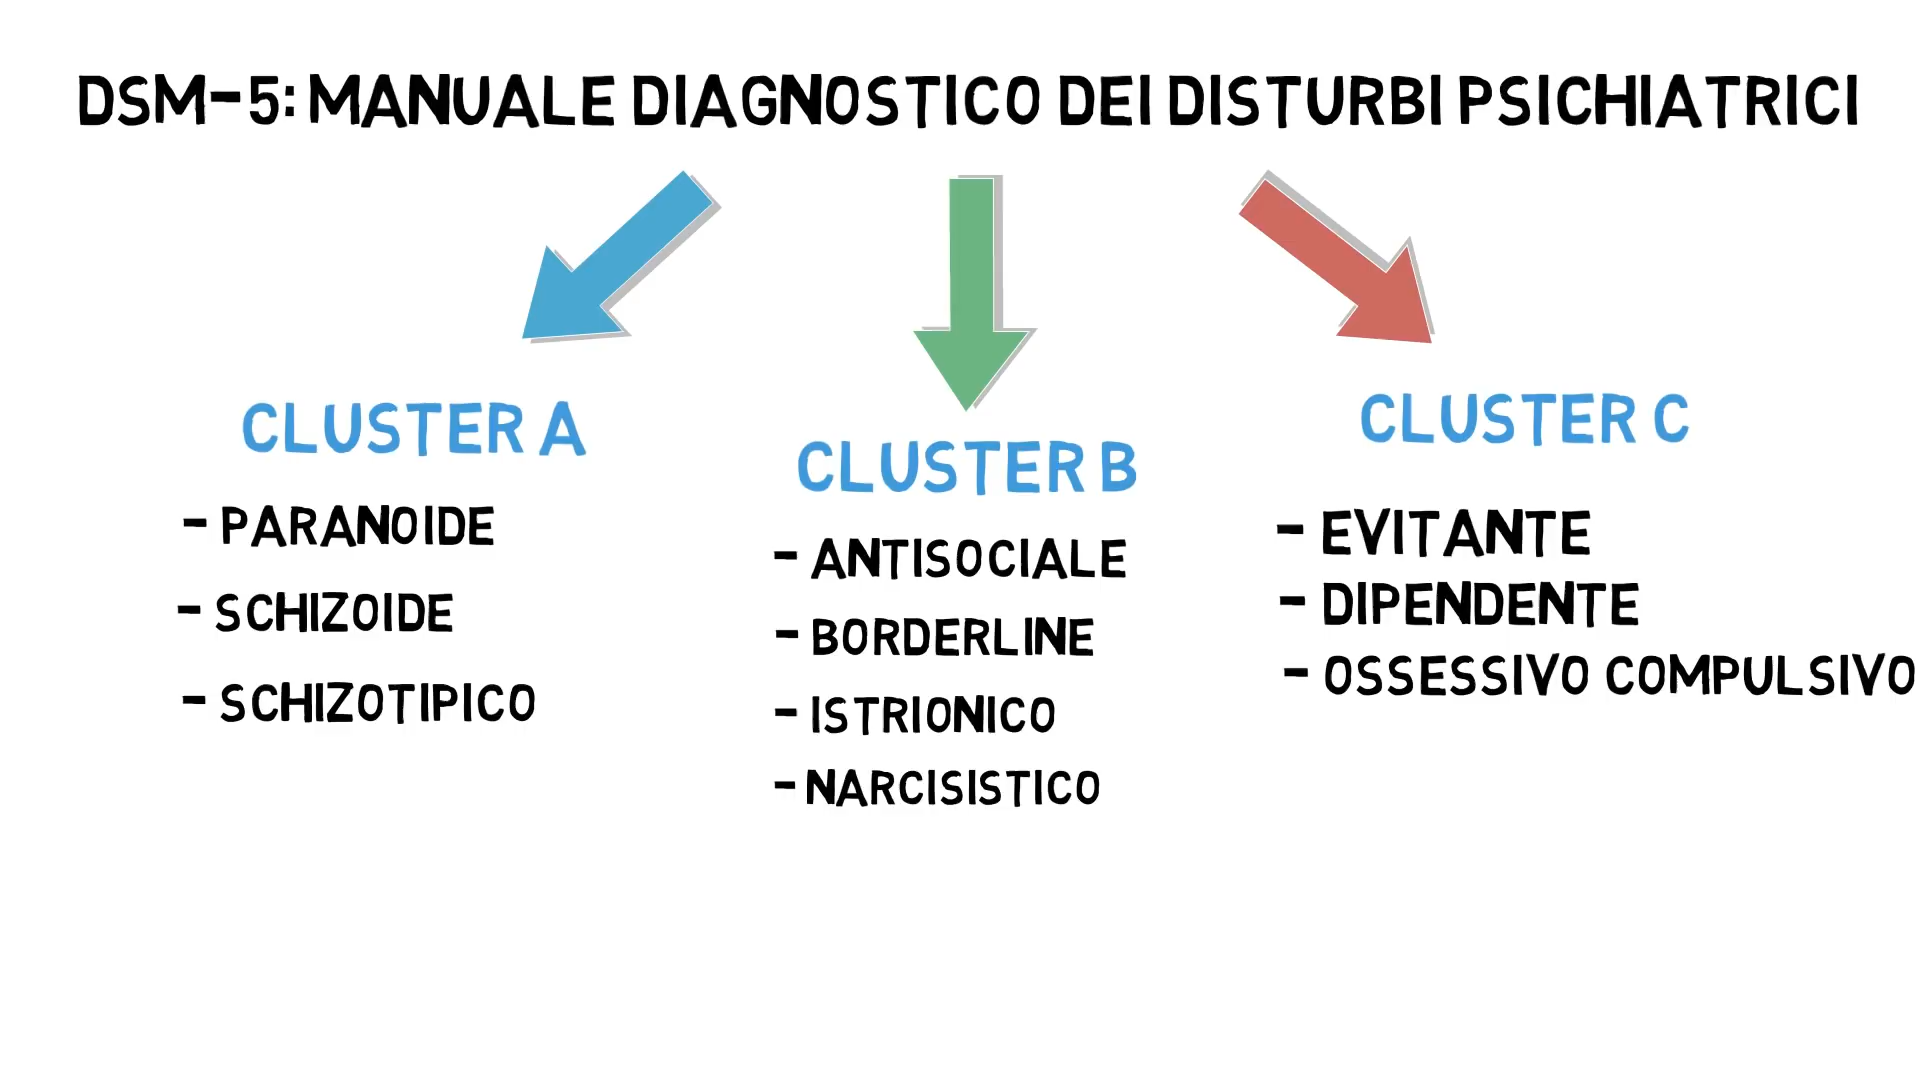 DSM-5: MANUALE DIAGNOSTICO DEI DISTURBI PSICHIATRICI
CLUSTER A
- PARANOIDE
- SCHIZOIDE
- SCHIZOTIPICO
CLUSTER B
- ANTISOCIALE
- BORDERLINE
- ISTRIONICO
- NARCISISTICO
CLUSTER C
- EVITANTE
- DIPENDENTE
- OSSESSIVO COMPULSIVO